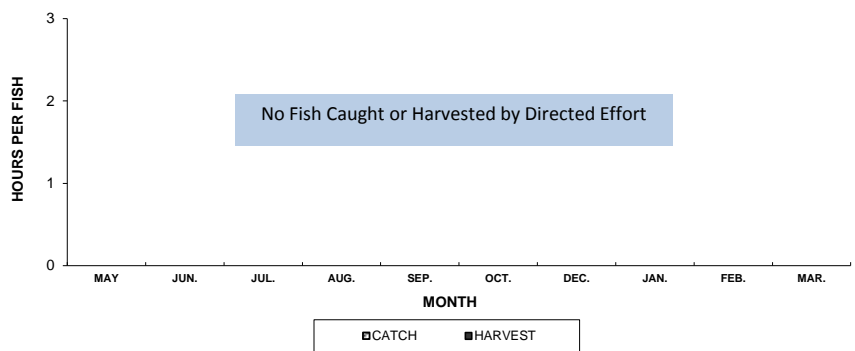 3
No Fish Caught or Harvested by Directed Effort
2
HOURS PER FISH
1
0
MAY JUN. JUL. AUG. SEP. OCT. DEC. JAN. FEB. MAR.
MONTH
CATCH HARVEST